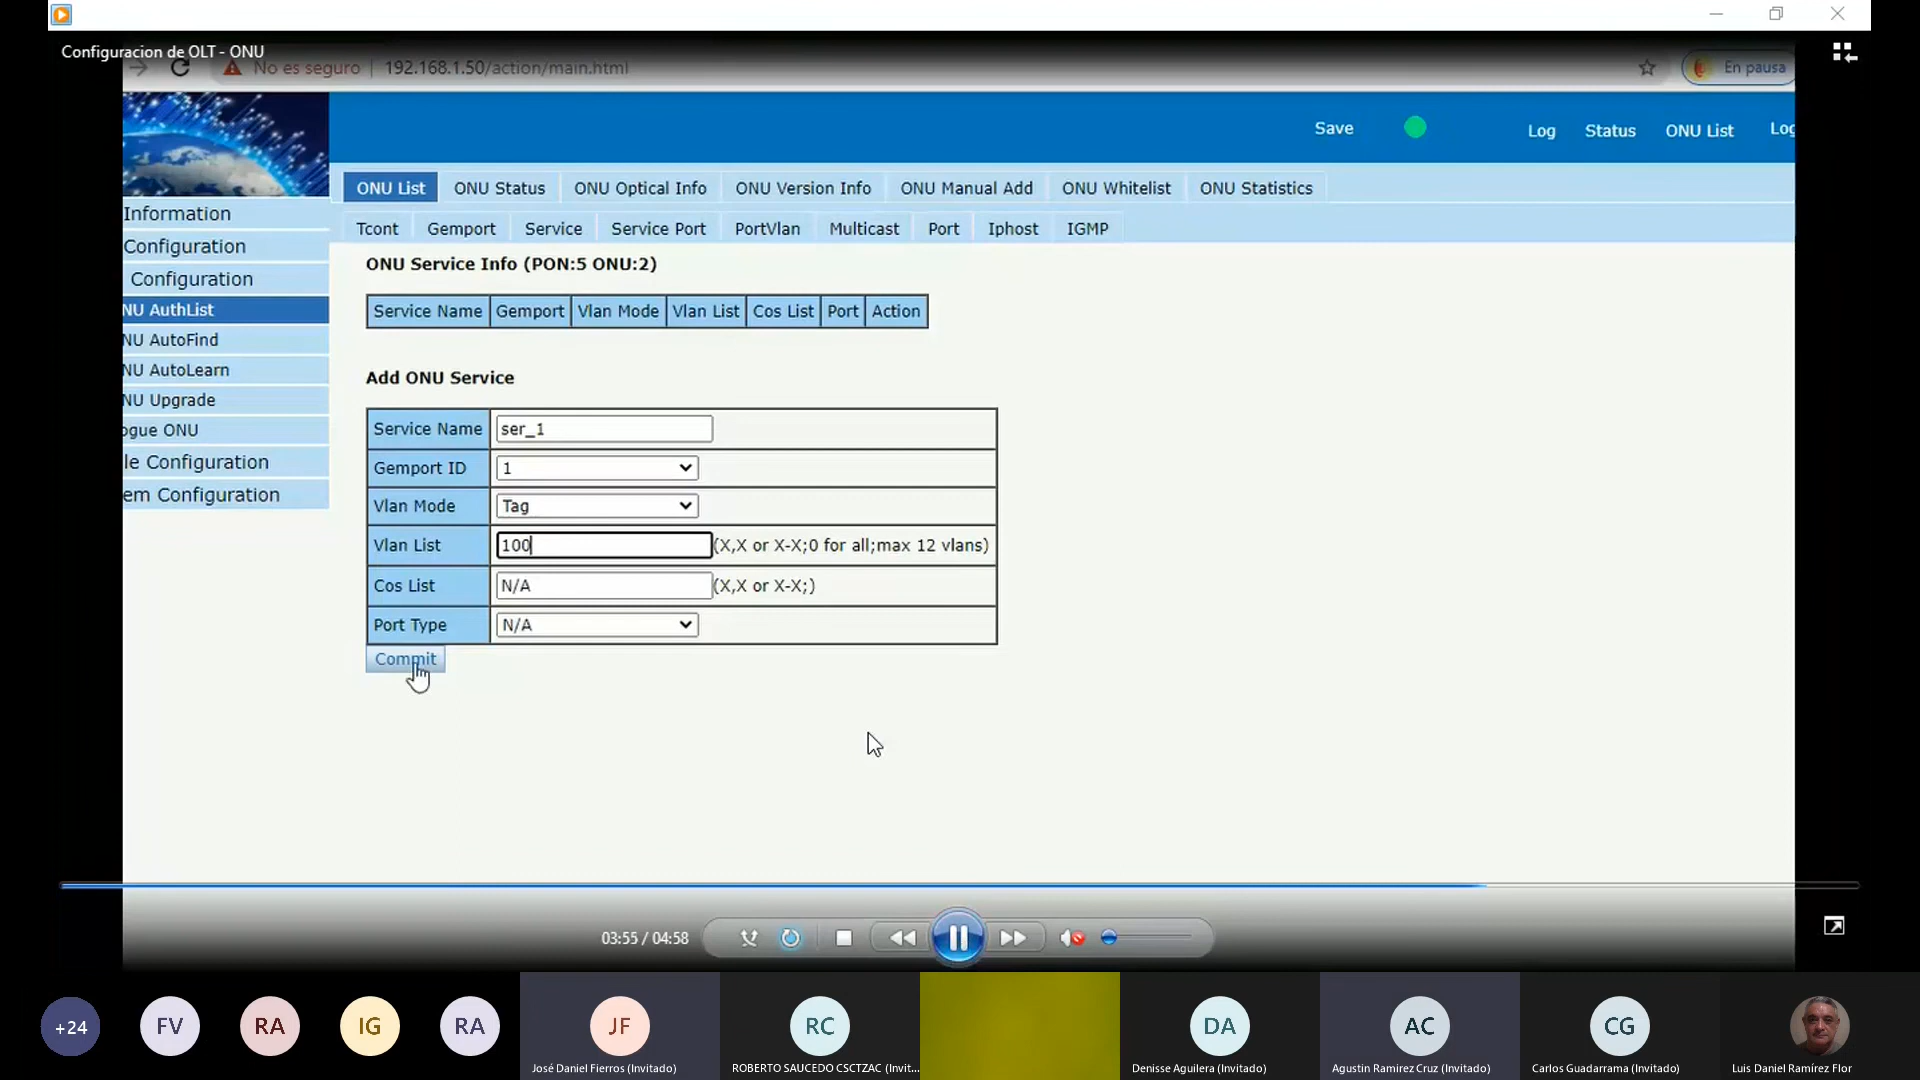 Configuracion de OLT - ONU
No es seguro | 192.168.1.50/action/main.html
En pausa
Save
Log
Status
ONU List
Log
ONU List
ONU Status
ONU Optical Info
ONU Version Info
ONU Manual Add
ONU Whitelist
ONU Statistics
Tcont
Gemport
Service
Service Port
PortVlan
Multicast
Port
Iphost
IGMP
Information
Configuration
Configuration
NU AuthList
NU AutoFind
NU AutoLearn
NU Upgrade
ogue ONU
le Configuration
em Configuration
ONU Service Info (PON:5 ONU:2)
Service Name Gemport Vlan Mode Vlan List Cos List Port Action
Add ONU Service
Service Name ser_1
Gemport ID 1
Vlan Mode Tag
Vlan List 100 (X,X or X-X;0 for all;max 12 vlans)
Cos List N/A (X,X or X-X;)
Port Type N/A
Commit
03:55 / 04:58
+24
FV
RA
IG
RA
JF
José Daniel Fierros (Invitado)
RC
ROBERTO SAUCEDO CSCTZAC (Invit...
DA
Denisse Aguilera (Invitado)
AC
Agustin Ramirez Cruz (Invitado)
CG
Carlos Guadarrama (Invitado)
Luis Daniel Ramírez Flor